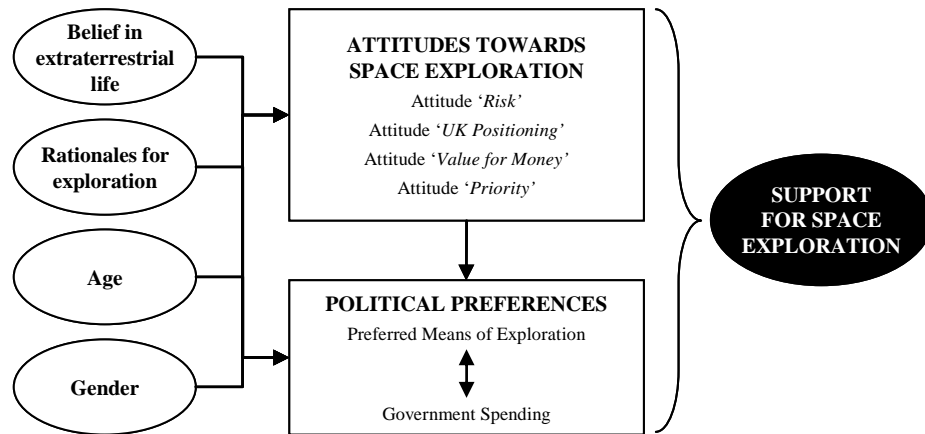 Belief in
extraterrestrial
life
Rationales for
exploration
Age
Gender
ATTITUDES TOWARDS
SPACE EXPLORATION
Attitude ‘Risk’
Attitude ‘UK Positioning’
Attitude ‘Value for Money’
Attitude ‘Priority’
POLITICAL PREFERENCES
Preferred Means of Exploration
Government Spending
SUPPORT
FOR SPACE
EXPLORATION